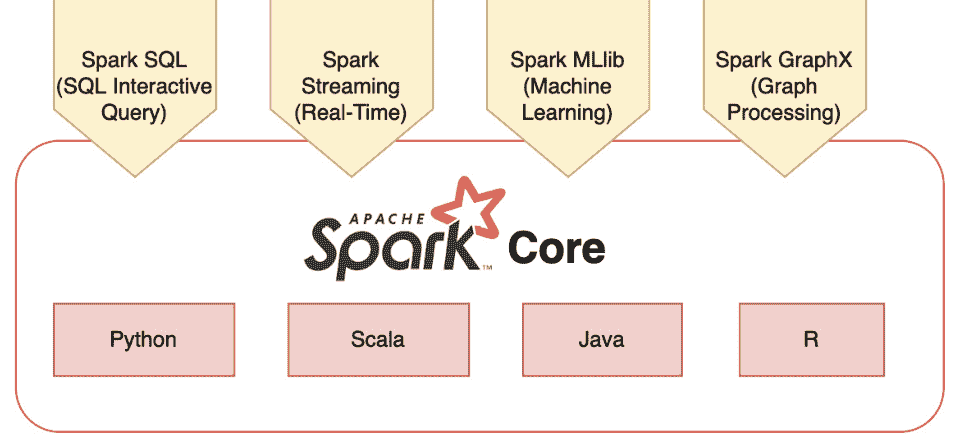 Spark SQL
(SQL Interactive
Query)
Spark
Streaming
(Real-Time)
Spark MLlib
(Machine
Learning)
Spark GraphX
(Graph
Processing)
APACHE
Spark™ Core
Python
Scala
Java
R